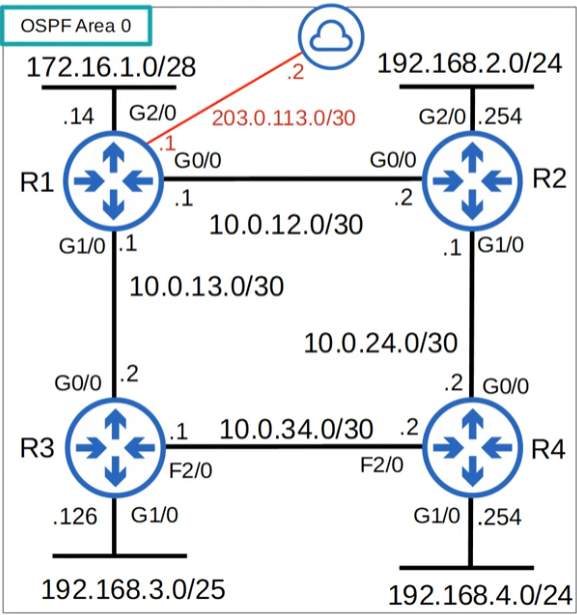 OSPF Area 0
172.16.1.0/28
192.168.2.0/24
.2
.14
G2/0
203.0.113.0/30
G2/0
.254
.1
R1
G0/0
G0/0
R2
.1
.2
10.0.12.0/30
G1/0
.1
.1
G1/0
10.0.13.0/30
10.0.24.0/30
G0/0
.2
.2
G0/0
R3
.1
10.0.34.0/30
.2
R4
F2/0
F2/0
.126
G1/0
G1/0
.254
192.168.3.0/25
192.168.4.0/24